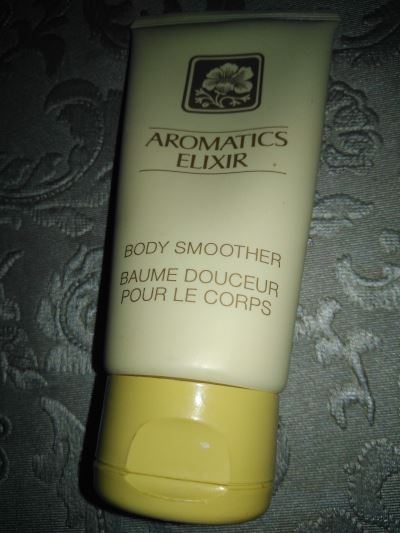 AROMATICS
ELIXIR
BODY SMOOTHER
BAUME DOUCEUR
POUR LE CORPS